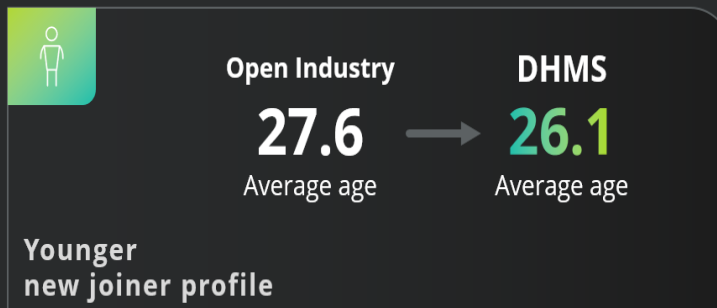 Open Industry
27.6
Average age
DHMS
26.1
Average age
Younger
new joiner profile